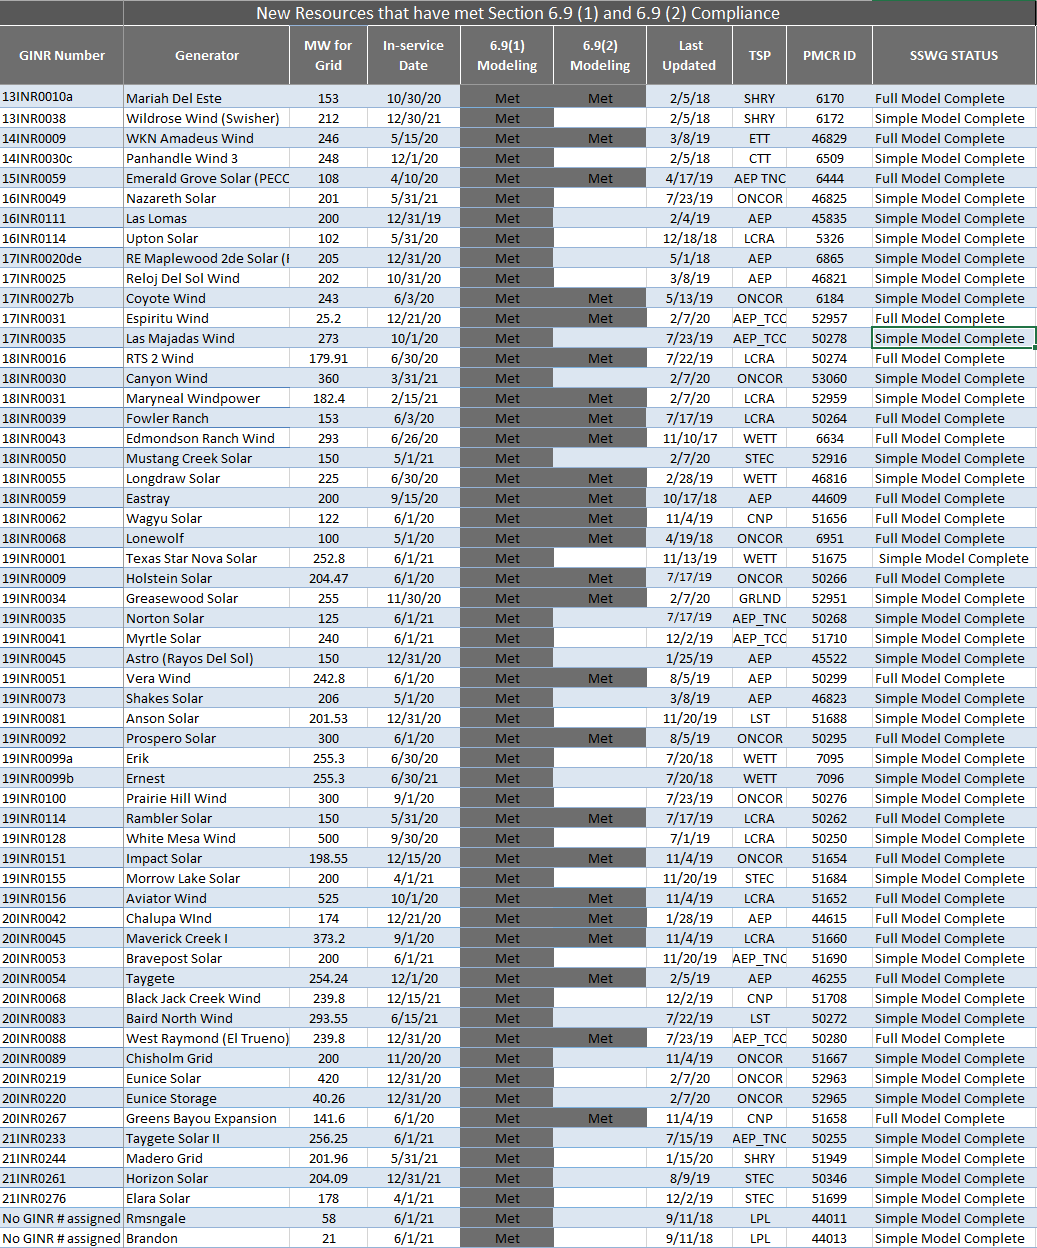 New Resources that have met Section 6.9 (1) and 6.9 (2) Compliance
GINR Number Generator MW for Grid In-service Date 6.9(1) Modeling 6.9(2) Modeling Last Updated TSP PMCR ID SSWG STATUS
13INR0010a Mariah Del Este 153 10/30/20 Met Met 2/5/18 SHRY 6170 Full Model Complete
13INR0038 Wildrose Wind (Swisher) 212 12/30/21 Met 2/5/18 SHRY 6172 Simple Model Complete
14INR0009 WKN Amadeus Wind 246 5/15/20 Met Met 3/8/19 ETT 46829 Full Model Complete
14INR0030c Panhandle Wind 3 248 12/1/20 Met 2/5/18 CTT 6509 Simple Model Complete
15INR0059 Emerald Grove Solar (PECC 108 4/10/20 Met Met 4/17/19 AEP TNC 6444 Full Model Complete
16INR0049 Nazareth Solar 201 5/31/21 Met 7/23/19 ONCOR 46825 Simple Model Complete
16INR0111 Las Lomas 200 12/31/19 Met 2/4/19 AEP 45835 Simple Model Complete
16INR0114 Upton Solar 102 5/31/20 Met 12/18/18 LCRA 5326 Simple Model Complete
17INR0020de RE Maplewood 2de Solar (F 205 12/31/20 Met 5/1/18 AEP 6865 Simple Model Complete
17INR0025 Reloj Del Sol Wind 202 10/31/20 Met 3/8/19 AEP 46821 Simple Model Complete
17INR0027b Coyote Wind 243 6/3/20 Met Met 5/13/19 ONCOR 6184 Simple Model Complete
17INR0031 Espiritu Wind 25.2 12/21/20 Met Met 2/7/20 AEP_TCC 52957 Full Model Complete
17INR0035 Las Majadas Wind 273 10/1/20 Met 7/23/19 AEP_TCC 50278 Simple Model Complete
18INR0016 RTS 2 Wind 179.91 6/30/20 Met Met 7/22/19 LCRA 50274 Full Model Complete
18INR0030 Canyon Wind 360 3/31/21 Met 2/7/20 ONCOR 53060 Simple Model Complete
18INR0031 Maryneal Windpower 182.4 2/15/21 Met Met 2/7/20 LCRA 52959 Simple Model Complete
18INR0039 Fowler Ranch 153 6/3/20 Met Met 7/17/19 LCRA 50264 Full Model Complete
18INR0043 Edmondson Ranch Wind 293 6/26/20 Met Met 11/10/17 WETT 6634 Full Model Complete
18INR0050 Mustang Creek Solar 150 5/1/21 Met 2/7/20 STEC 52916 Simple Model Complete
18INR0055 Longdraw Solar 225 6/30/20 Met Met 2/28/19 WETT 46816 Simple Model Complete
18INR0059 Eastray 200 9/15/20 Met Met 10/17/18 AEP 44609 Full Model Complete
18INR0062 Wagyu Solar 122 6/1/20 Met Met 11/4/19 CNP 51656 Full Model Complete
18INR0068 Lonewolf 100 5/1/20 Met Met 4/19/18 ONCOR 6951 Full Model Complete
19INR0001 Texas Star Nova Solar 252.8 6/1/21 Met 11/13/19 WETT 51675 Simple Model Complete
19INR0009 Holstein Solar 204.47 6/1/20 Met Met 7/17/19 ONCOR 50266 Full Model Complete
19INR0034 Greasewood Solar 255 11/30/20 Met Met 2/7/20 GRLND 52951 Simple Model Complete
19INR0035 Norton Solar 125 6/1/21 Met 7/17/19 AEP_TNC 50268 Simple Model Complete
19INR0041 Myrtle Solar 240 6/1/21 Met 12/2/19 AEP_TCC 51710 Simple Model Complete
19INR0045 Astro (Rayos Del Sol) 150 12/31/20 Met 1/25/19 AEP 45522 Simple Model Complete
19INR0051 Vera Wind 242.8 6/1/20 Met Met 8/5/19 AEP 50299 Full Model Complete
19INR0073 Shakes Solar 206 5/1/20 Met 3/8/19 AEP 46823 Simple Model Complete
19INR0081 Anson Solar 201.53 12/31/20 Met 11/20/19 LST 51688 Simple Model Complete
19INR0092 Prospero Solar 300 6/1/20 Met Met 8/5/19 ONCOR 50295 Full Model Complete
19INR0099a Erik 255.3 6/30/20 Met 7/20/18 WETT 7095 Simple Model Complete
19INR0099b Ernest 255.3 6/30/21 Met 7/20/18 WETT 7096 Simple Model Complete
19INR0100 Prairie Hill Wind 300 9/1/20 Met 7/23/19 ONCOR 50276 Simple Model Complete
19INR0114 Rambler Solar 150 5/31/20 Met Met 7/17/19 LCRA 50262 Full Model Complete
19INR0128 White Mesa Wind 500 9/30/20 Met 7/1/19 LCRA 50250 Simple Model Complete
19INR0151 Impact Solar 198.55 12/15/20 Met Met 11/4/19 ONCOR 51654 Full Model Complete
19INR0155 Morrow Lake Solar 200 4/1/21 Met 11/20/19 STEC 51684 Simple Model Complete
19INR0156 Aviator Wind 525 10/1/20 Met Met 11/4/19 LCRA 51652 Full Model Complete
20INR0042 Chalupa WInd 174 12/21/20 Met Met 1/28/19 AEP 44615 Full Model Complete
20INR0045 Maverick Creek I 373.2 9/1/20 Met Met 11/4/19 LCRA 51660 Full Model Complete
20INR0053 Bravepost Solar 200 6/1/21 Met 11/20/19 AEP_TNC 51690 Simple Model Complete
20INR0054 Taygete 254.24 12/1/20 Met Met 2/5/19 AEP 46255 Full Model Complete
20INR0068 Black Jack Creek Wind 239.8 12/15/21 Met 12/2/19 CNP 51708 Simple Model Complete
20INR0083 Baird North Wind 293.55 6/15/21 Met 7/22/19 LST 50272 Simple Model Complete
20INR0088 West Raymond (El Trueno) 239.8 12/31/20 Met Met 7/23/19 AEP_TCC 50280 Full Model Complete
20INR0089 Chisholm Grid 200 11/20/20 Met 11/4/19 ONCOR 51667 Simple Model Complete
20INR0219 Eunice Solar 420 12/31/20 Met 2/7/20 ONCOR 52963 Simple Model Complete
20INR0220 Eunice Storage 40.26 12/31/20 Met 2/7/20 ONCOR 52965 Simple Model Complete
20INR0267 Greens Bayou Expansion 141.6 6/1/20 Met Met 11/4/19 CNP 51658 Full Model Complete
21INR0233 Taygete Solar II 256.25 6/1/21 Met 7/15/19 AEP_TNC 50255 Simple Model Complete
21INR0244 Madero Grid 201.96 5/31/21 Met 1/15/20 SHRY 51949 Simple Model Complete
21INR0261 Horizon Solar 204.09 12/31/21 Met 8/9/19 STEC 50346 Simple Model Complete
21INR0276 Elara Solar 178 4/1/21 Met 12/2/19 STEC 51699 Simple Model Complete
No GINR # assigned Rmsngale 58 6/1/21 Met 9/11/18 LPL 44011 Simple Model Complete
No GINR # assigned Brandon 21 6/1/21 Met 9/11/18 LPL 44013 Simple Model Complete